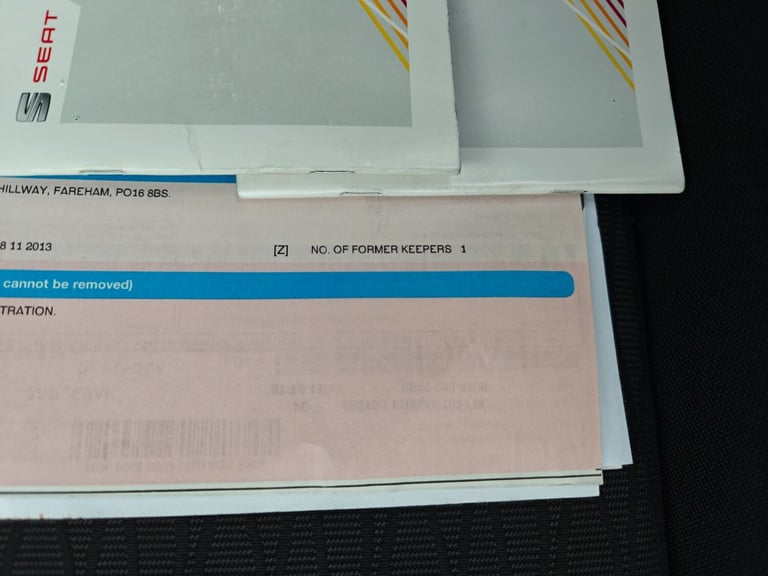 SEAT
HILLWAY, FAREHAM, PO16 8BS.
8 11 2013
[Z] NO. OF FORMER KEEPERS 1
cannot be removed)
TRATION.